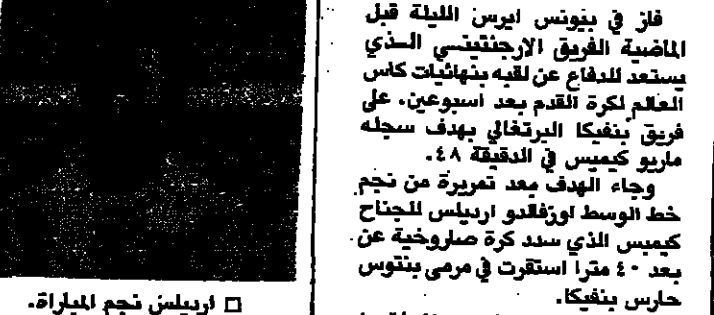 فاز في بيونس ايرس الليلة قبل
الماضية الفريق الارجنتيني الذي
يستعد للدفاع عن لقبه بنهائيات كاس
العالم لكرة القدم بعد اسبوعين، على
فريق بنفيكا البرتغالي بهدف سجله
ماريو كيمبس في الدقيقة ٤٨.
وجاء الهدف بعد تمريرة من نجم
خط الوسط اوزفالدو ارديلس للجناح
كيمبس الذي سدد كرة صاروخية عن
بعد ٤٠ مترا استقرت في مرمى بنتوس
حارس بنفيكا.
□ ارديلس نجم المباراة.